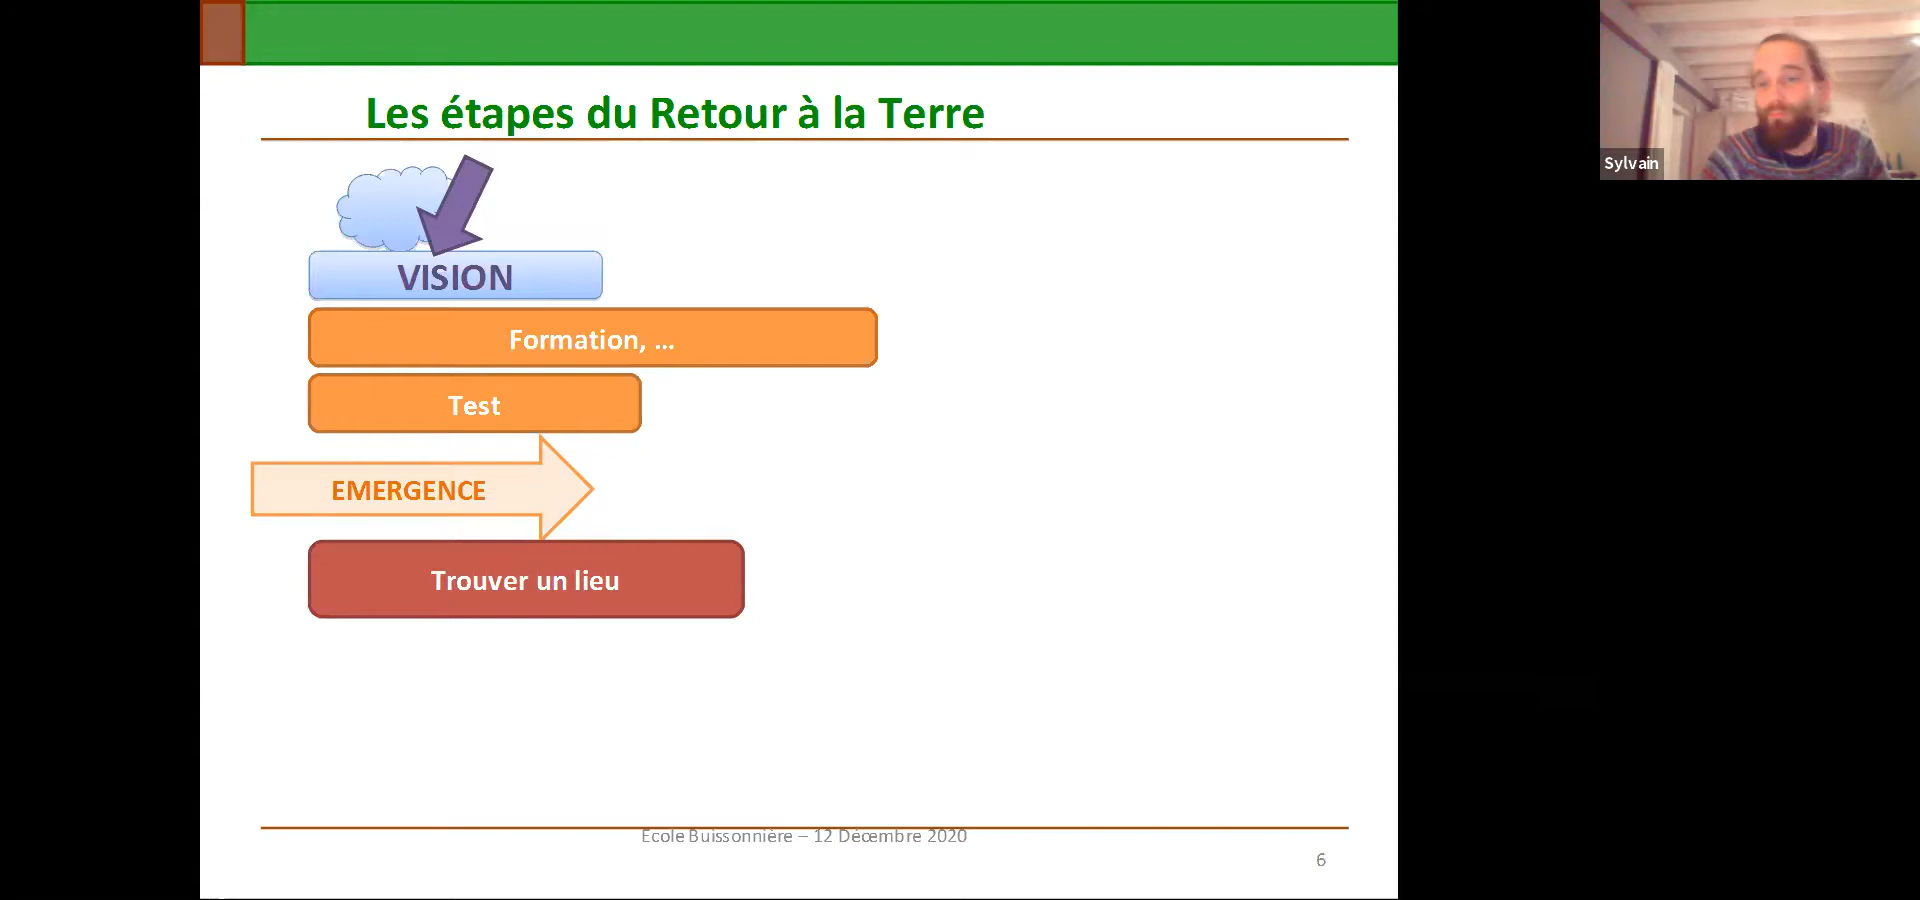 Les étapes du Retour à la Terre
Sylvain
VISION
Formation, ...
Test
EMERGENCE
Trouver un lieu
Ecole Buissonnière – 12 Décembre 2020
6